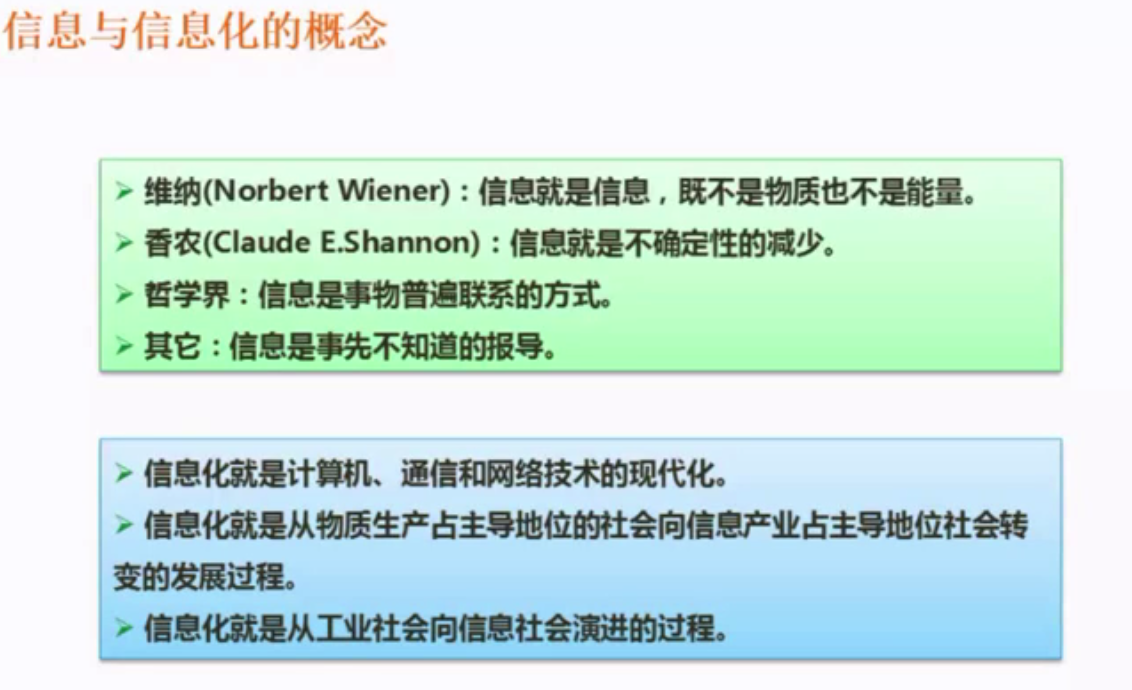 信息与信息化的概念
➢ 维纳(Norbert Wiener)：信息就是信息，既不是物质也不是能量。
➢ 香农(Claude E.Shannon)：信息就是不确定性的减少。
➢ 哲学界：信息是事物普遍联系的方式。
➢ 其它：信息是事先不知道的报导。
➢ 信息化就是计算机、通信和网络技术的现代化。
➢ 信息化就是从物质生产占主导地位的社会向信息产业占主导地位社会转
变的发展过程。
➢ 信息化就是从工业社会向信息社会演进的过程。